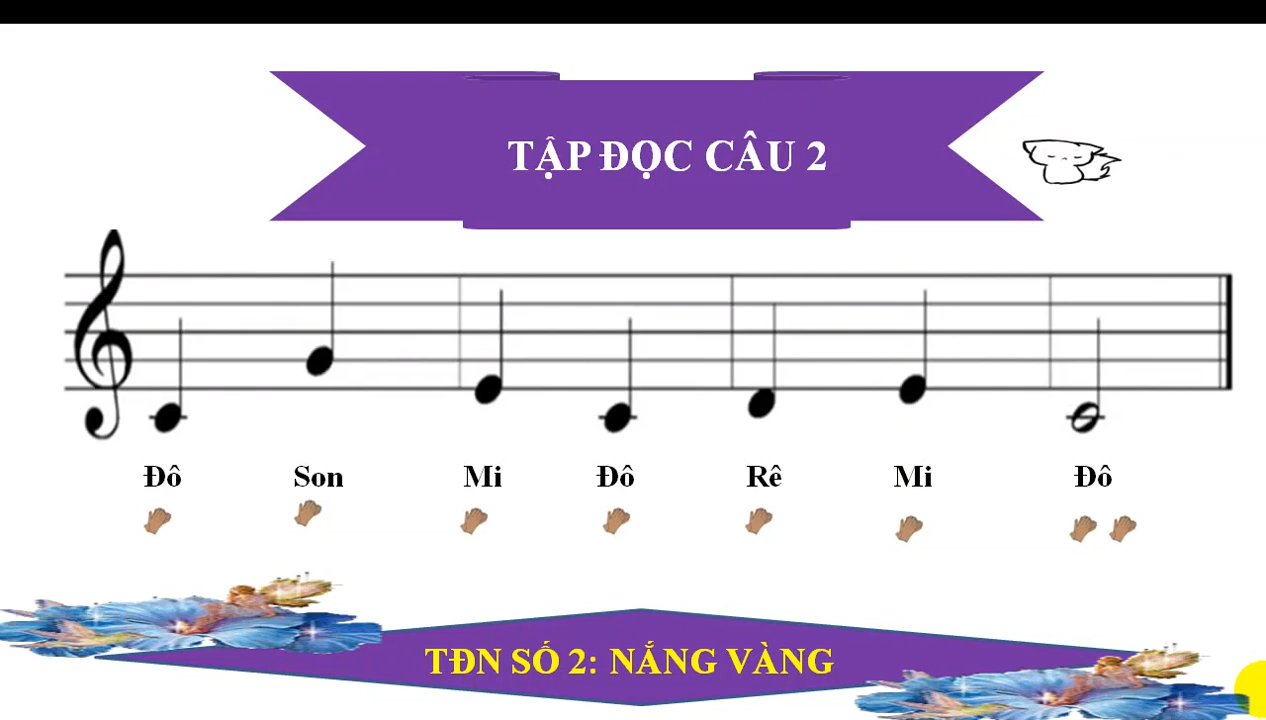 TẬP ĐỌC CÂU 2
Đô Son Mi Đô Rê Mi Đô
TĐN SỐ 2: NẮNG VÀNG